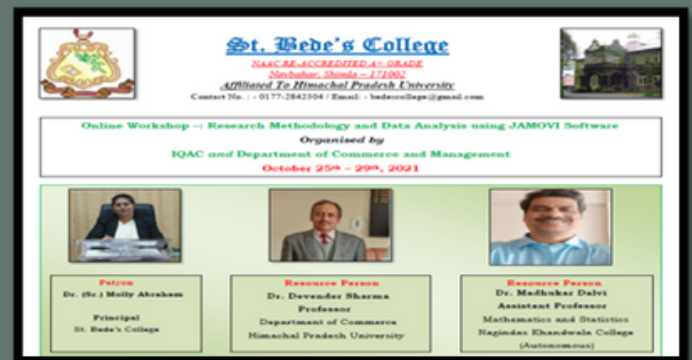 St. Bede's College
NAAC RE-ACCREDITED A+ GRADE
Navbahar, Shimla – 171002
Affiliated To Himachal Pradesh University
Contact No. : - 0177-2842304 / Email: - bedescollege@gmail.com
Online Workshop –: Research Methodology and Data Analysis using JAMOVI Software
Organised by
IQAC and Department of Commerce and Management
October 25th – 29th, 2021
Patron
Dr. (Sr.) Molly Abraham
Principal
St. Bede's College
Resource Person
Dr. Devender Sharma
Professor
Department of Commerce
Himachal Pradesh University
Resource Person
Dr. Madhukar Dalvi
Assistant Professor
Mathematics and Statistics
Nagindas Khandwala College
(Autonomous)